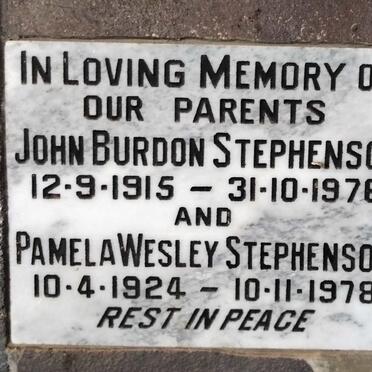 IN LOVING MEMORY O
OUR PARENTS
JOHN BURDON STEPHENSO
12·9·1915 – 31·10·1976
AND
PAMELA WESLEY STEPHENSO
10·4·1924 – 10·11·1978
REST IN PEACE